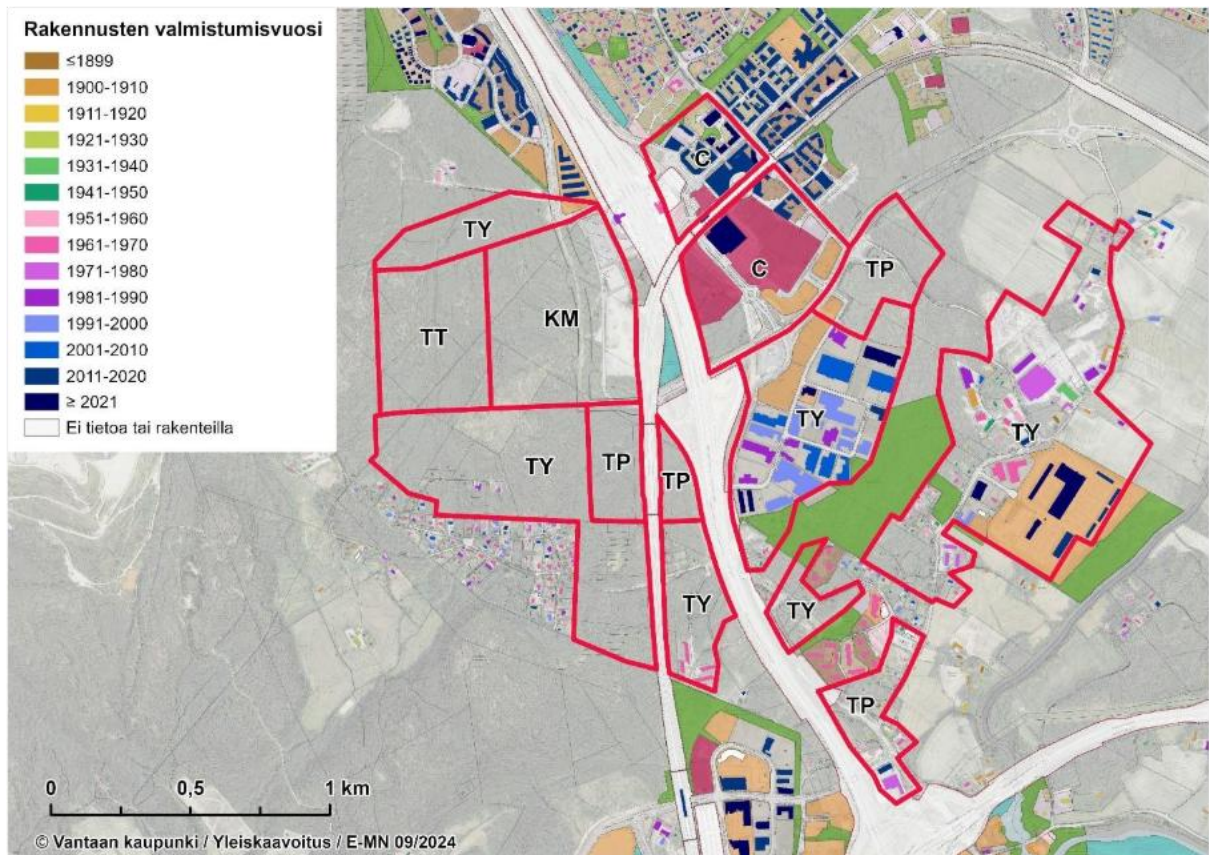 Rakennusten valmistumisvuosi
≤1899
1900-1910
1911-1920
1921-1930
1931-1940
1941-1950
1951-1960
1961-1970
1971-1980
1981-1990
1991-2000
2001-2010
2011-2020
≥ 2021
Ei tietoa tai rakenteilla
C
TY
C
TP
KM
TT
TY
TY
TY
TP
TP
TY
TY
TP
0
0,5
1 km
© Vantaan kaupunki / Yleiskaavoitus / E-MN 09/2024